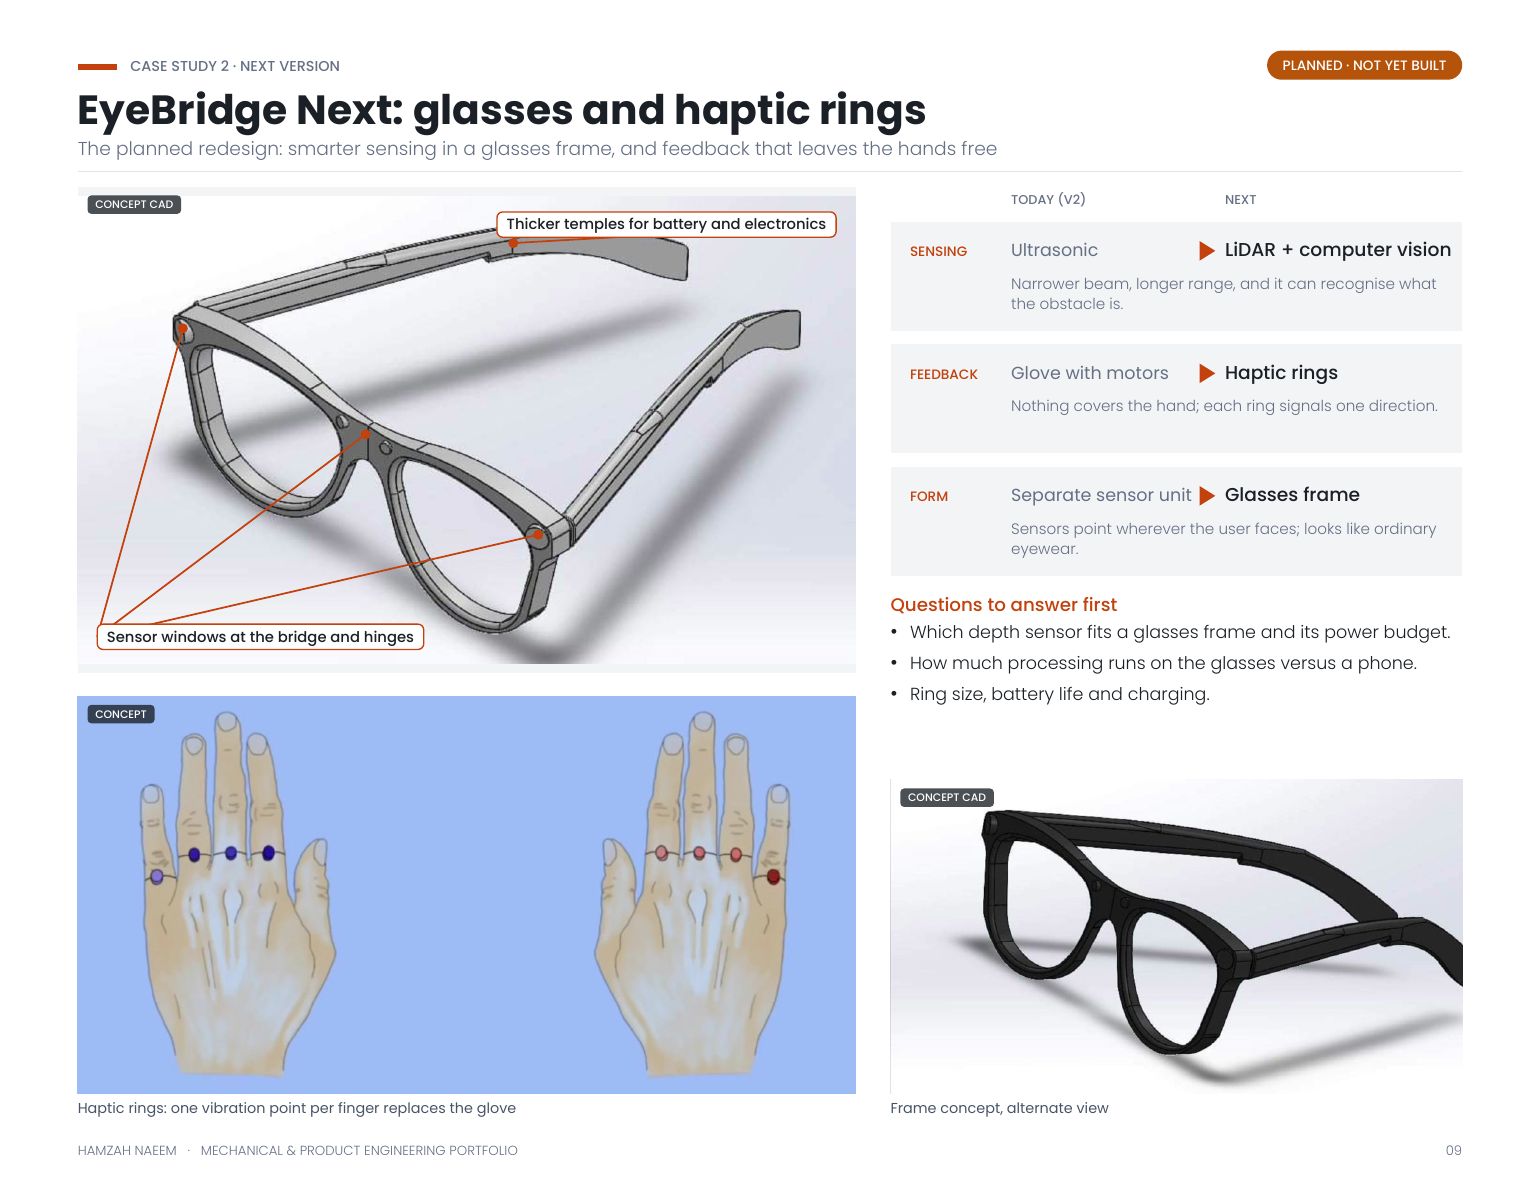 CASE STUDY 2 · NEXT VERSION
PLANNED · NOT YET BUILT
EyeBridge Next: glasses and haptic rings
The planned redesign: smarter sensing in a glasses frame, and feedback that leaves the hands free
CONCEPT CAD
Thicker temples for battery and electronics
Sensor windows at the bridge and hinges
TODAY (V2)
NEXT
SENSING
Ultrasonic
LiDAR + computer vision
Narrower beam, longer range, and it can recognise what
the obstacle is.
FEEDBACK
Glove with motors
Haptic rings
Nothing covers the hand; each ring signals one direction.
FORM
Separate sensor unit
Glasses frame
Sensors point wherever the user faces; looks like ordinary
eyewear.
Questions to answer first
• Which depth sensor fits a glasses frame and its power budget.
• How much processing runs on the glasses versus a phone.
• Ring size, battery life and charging.
CONCEPT
Haptic rings: one vibration point per finger replaces the glove
CONCEPT CAD
Frame concept, alternate view
HAMZAH NAEEM · MECHANICAL & PRODUCT ENGINEERING PORTFOLIO
09